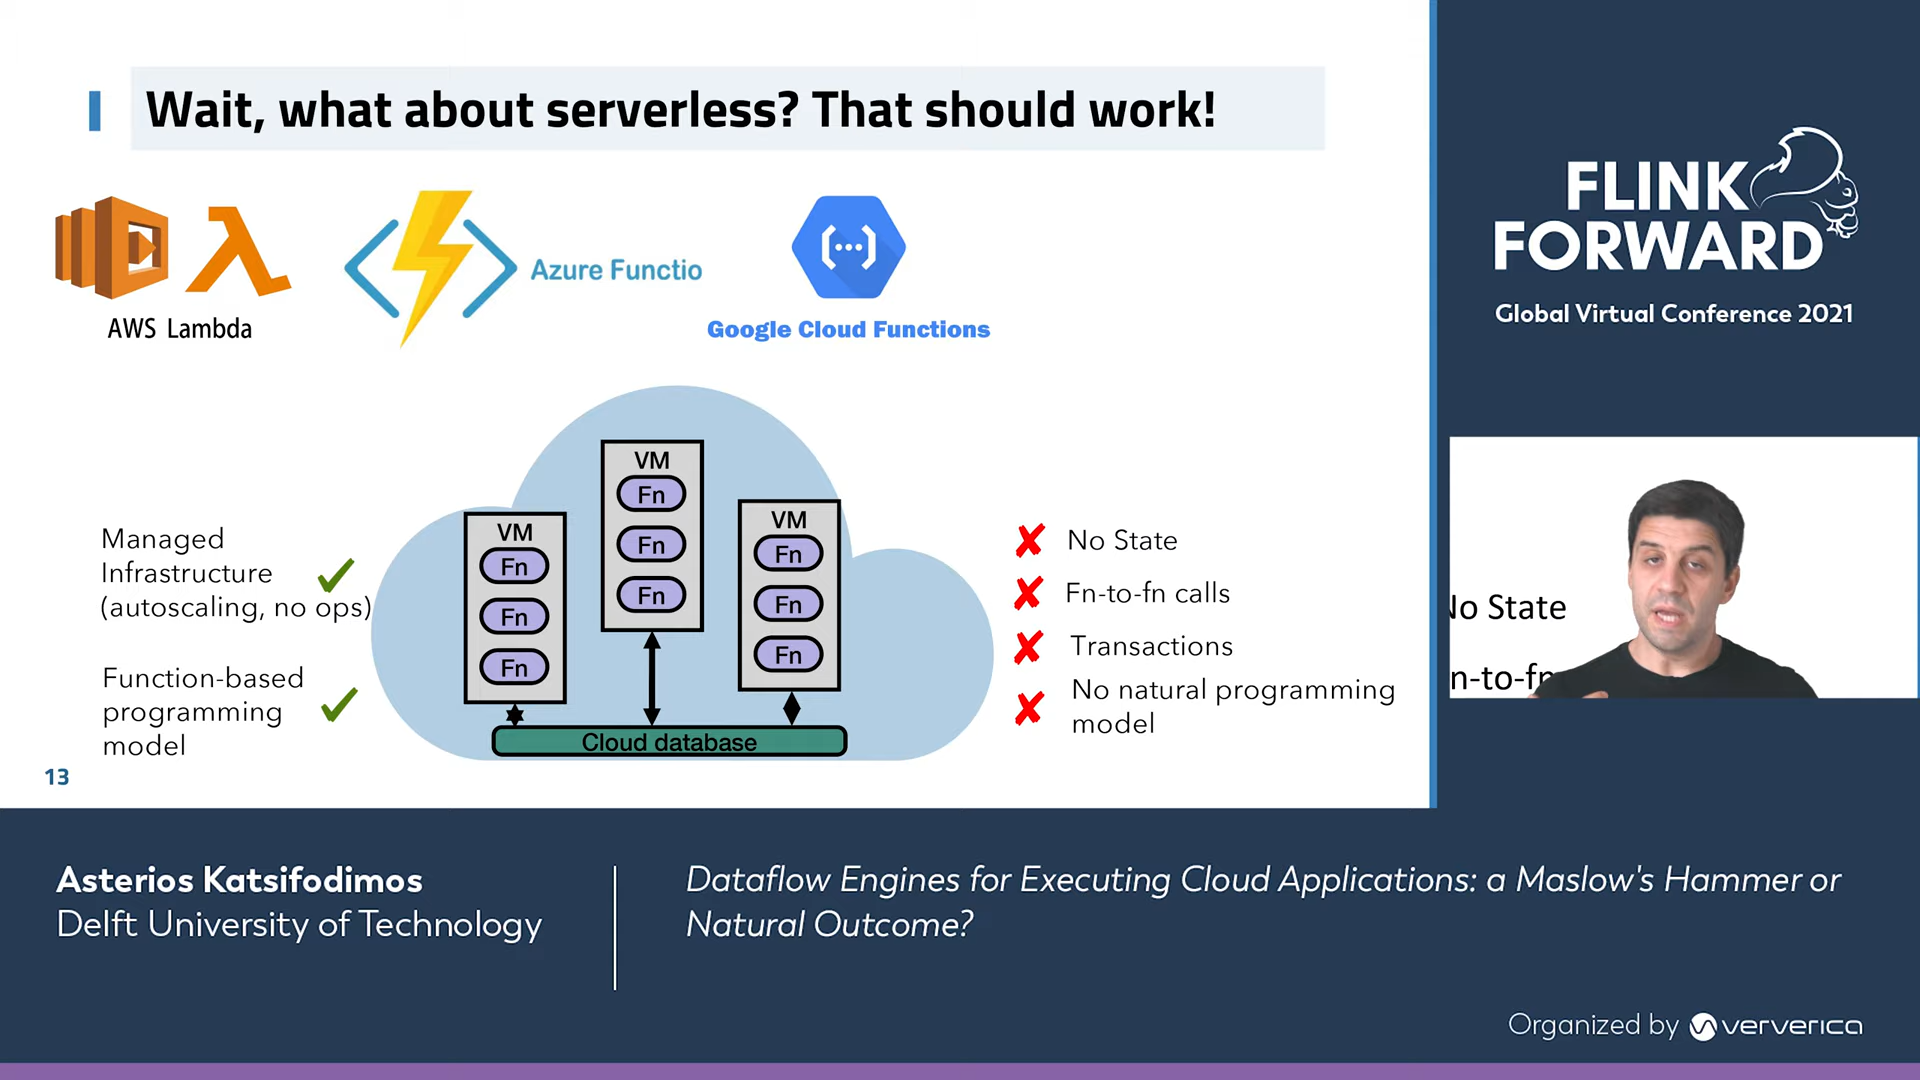 Wait, what about serverless? That should work!
AWS Lambda
Azure Functio
Google Cloud Functions
FLINK
FORWARD
Global Virtual Conference 2021
Managed
Infrastructure
(autoscaling, no ops)
Function-based
programming
model
VM
Fn
Fn
Fn
VM
Fn
Fn
Fn
VM
Fn
Fn
Fn
Cloud database
No State
Fn-to-fn calls
Transactions
No natural programming
model
No State
n-to-fn
13
Asterios Katsifodimos
Delft University of Technology
Dataflow Engines for Executing Cloud Applications: a Maslow's Hammer or
Natural Outcome?
Organized by ververica